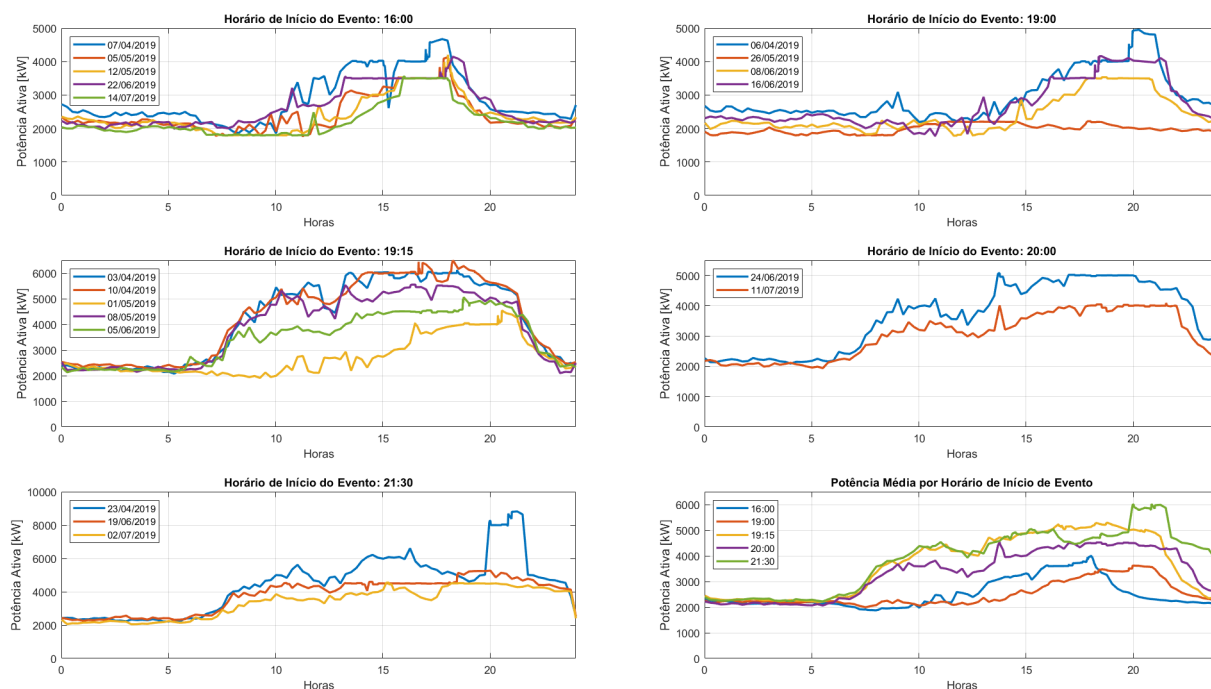 Horário de Início do Evento: 16:00
Potência Ativa [kW]
5000
4000
3000
2000
1000
0
07/04/2019
05/05/2019
12/05/2019
22/06/2019
14/07/2019
0 5 10 15 20
Horas
Horário de Início do Evento: 19:00
Potência Ativa [kW]
5000
4000
3000
2000
1000
0
06/04/2019
26/05/2019
08/06/2019
16/06/2019
0 5 10 15 20
Horas
Horário de Início do Evento: 19:15
Potência Ativa [kW]
6000
5000
4000
3000
2000
1000
0
03/04/2019
10/04/2019
01/05/2019
08/05/2019
05/06/2019
0 5 10 15 20
Horas
Horário de Início do Evento: 20:00
Potência Ativa [kW]
5000
4000
3000
2000
1000
0
24/06/2019
11/07/2019
0 5 10 15 20
Horas
Horário de Início do Evento: 21:30
Potência Ativa [kW]
10000
8000
6000
4000
2000
0
23/04/2019
19/06/2019
02/07/2019
0 5 10 15 20
Horas
Potência Média por Horário de Início de Evento
Potência Ativa [kW]
6000
5000
4000
3000
2000
1000
0
16:00
19:00
19:15
20:00
21:30
0 5 10 15 20
Horas